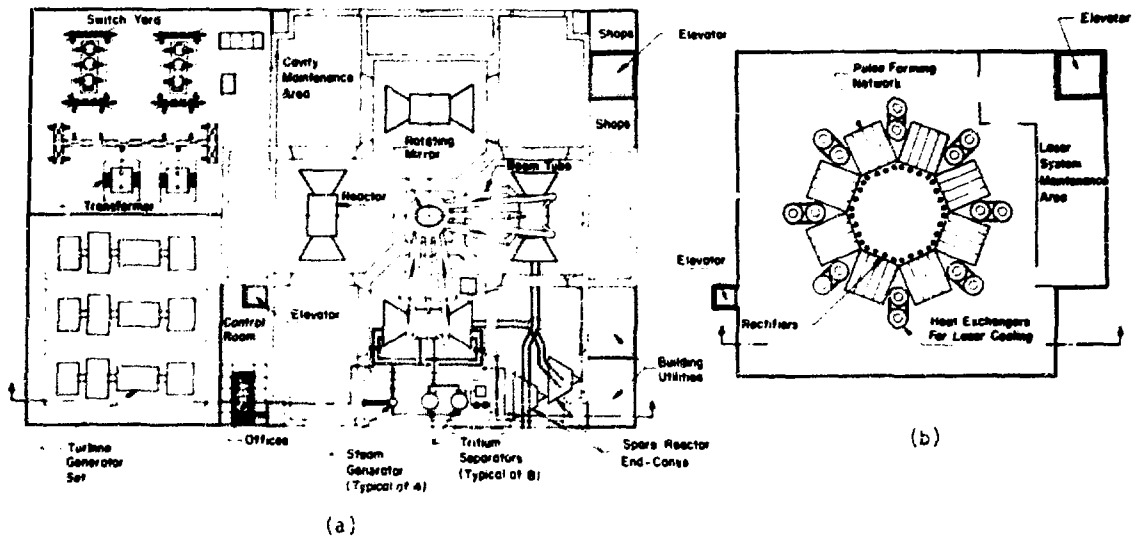 Switch Yard
Cavity
Maintenance
Area
Shops
Elevator
Shops
Rotating
Mirror
Beam Tube
Reactor
Transformer
Elevator
Control
Room
Building
Utilities
Offices
Turbine
Generator
Set
Steam
Generator
(Typical of 4)
Tritium
Separators
(Typical of 8)
Spare Reactor
End-Cones
(a)
Elevator
Pulse Forming
Network
Laser
System
Maintenance
Area
Elevator
Rectifiers
Heat Exchangers
For Laser Cooling
(b)